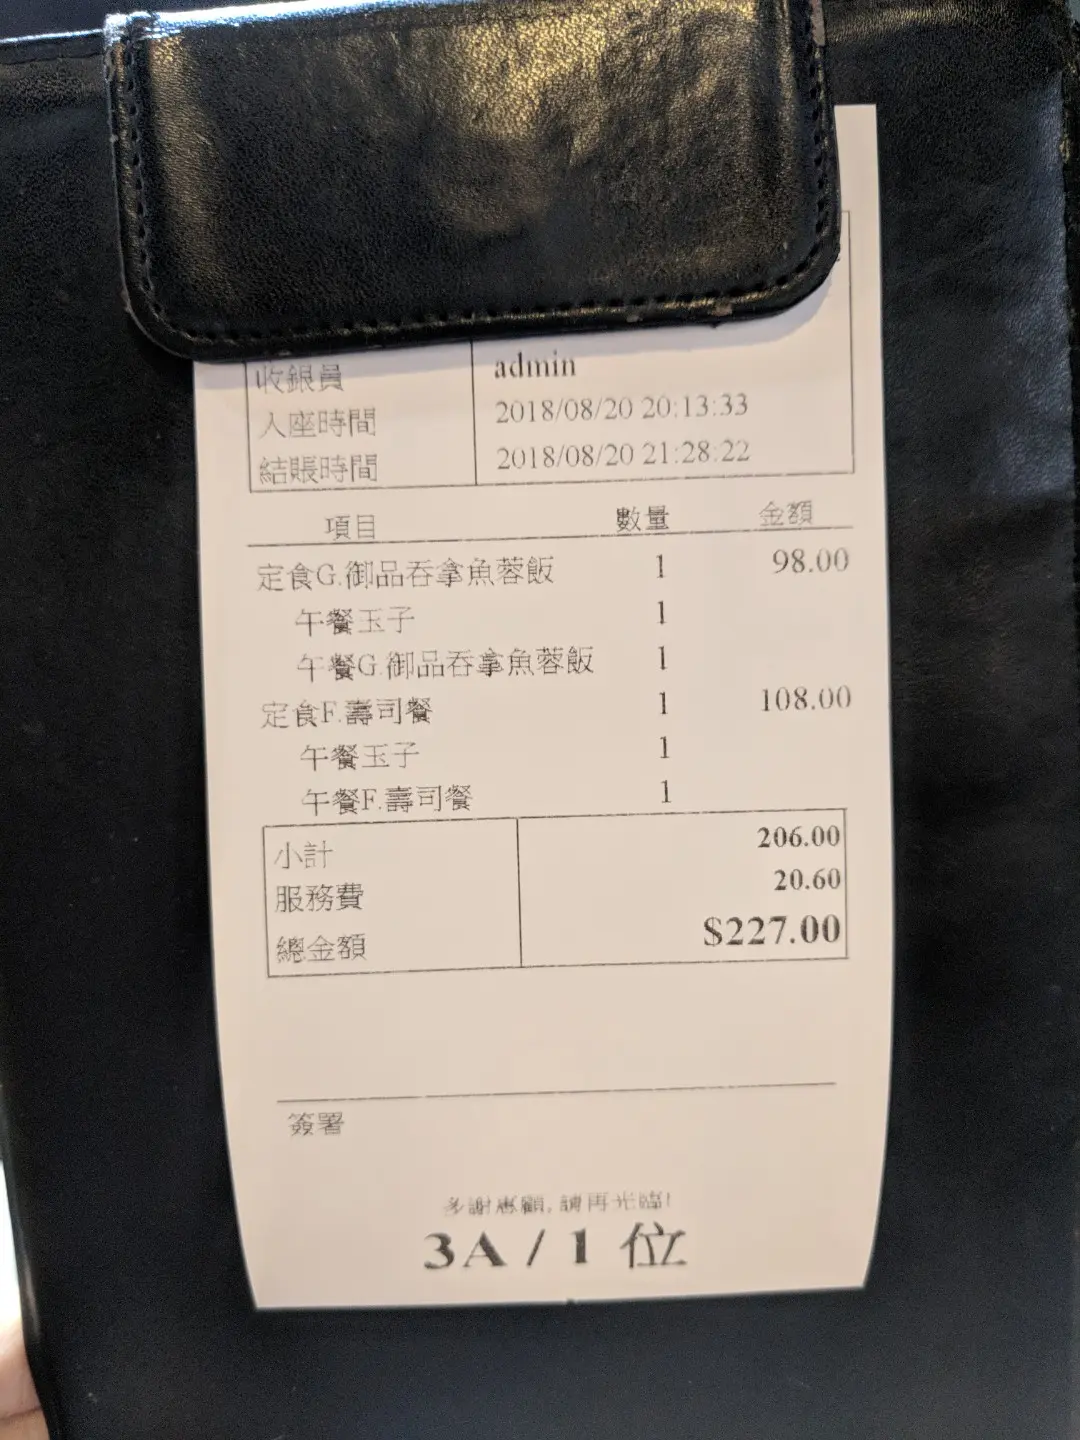 收銀員 admin
入座時間 2018/08/20 20:13:33
結賬時間 2018/08/20 21:28:22
項目 數量 金額
定食G.御品吞拿魚蓉飯 1 98.00
午餐玉子 1
午餐G.御品吞拿魚蓉飯 1
定食F.壽司餐 1 108.00
午餐玉子 1
午餐F.壽司餐 1
小計 206.00
服務費 20.60
總金額 $227.00
簽署
多謝惠顧,請再光臨!
3A / 1 位